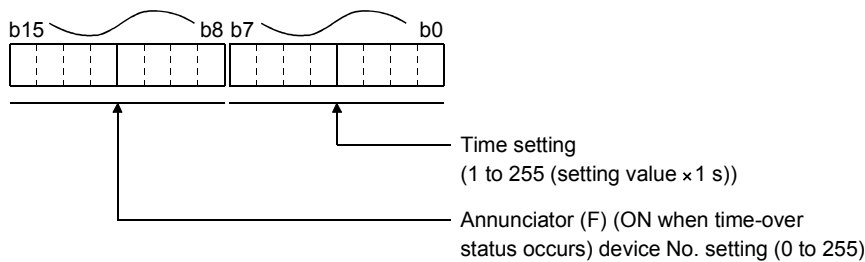 b15 b8 b7 b0
Time setting
(1 to 255 (setting value ×1 s))
Annunciator (F) (ON when time-over
status occurs) device No. setting (0 to 255)